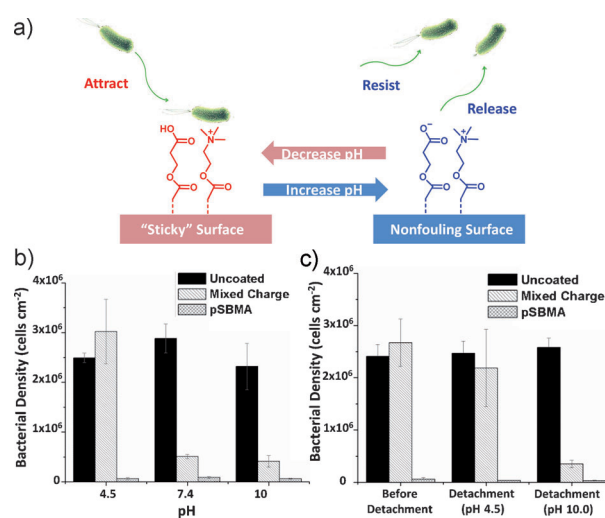 a)
Attract
Resist
Release
HO
O
N
+
O
O
O
O
Decrease pH
Increase pH
"Sticky" Surface
O⁻
O
N
+
O
O
O
O
Nonfouling Surface
b)
Bacterial Density (cells cm⁻²)
4x10⁶
3x10⁶
2x10⁶
1x10⁶
0
Uncoated
Mixed Charge
pSBMA
4.5
7.4
10
pH
c)
Bacterial Density (cells cm⁻²)
4x10⁶
3x10⁶
2x10⁶
1x10⁶
0
Uncoated
Mixed Charge
pSBMA
Before
Detachment
Detachment
(pH 4.5)
Detachment
(pH 10.0)